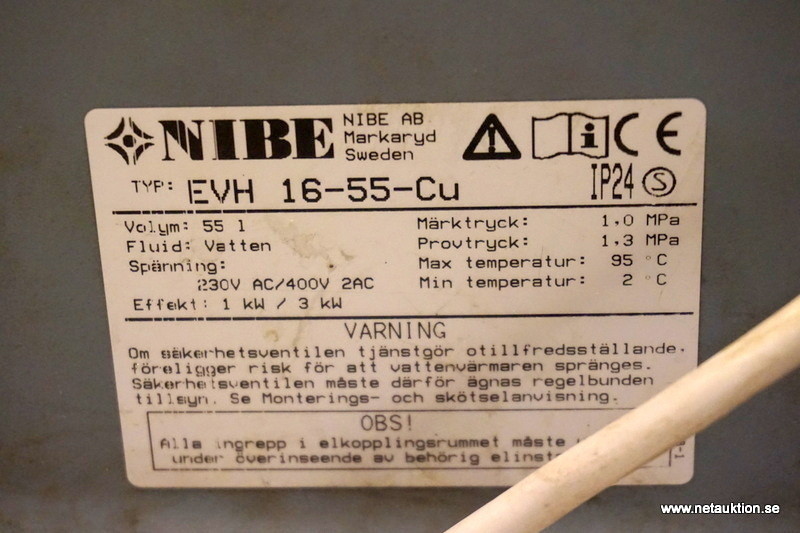 NIBE
NIBE AB
Markaryd
Sweden
CE
TYP: EVH 16-55-Cu
IP24 S
Volym: 55 l
Fluid: Vatten
Spänning:
230V AC/400V 2AC
Effekt: 1 kW / 3 kW
Märktryck: 1,0 MPa
Provtryck: 1,3 MPa
Max temperatur: 95 °C
Min temperatur: 2 °C
VARNING
Om säkerhetsventilen tjänstgör otillfredsställande.
föreligger risk för att vattenvärmaren spränges.
Säkerhetsventilen måste därför ägnas regelbunden
tillsyn. Se Monterings- och skötselanvisning.
OBS!
Alla ingrepp i elkopplingsrummet måste
under överinseende av behörig
www.netauktion.se